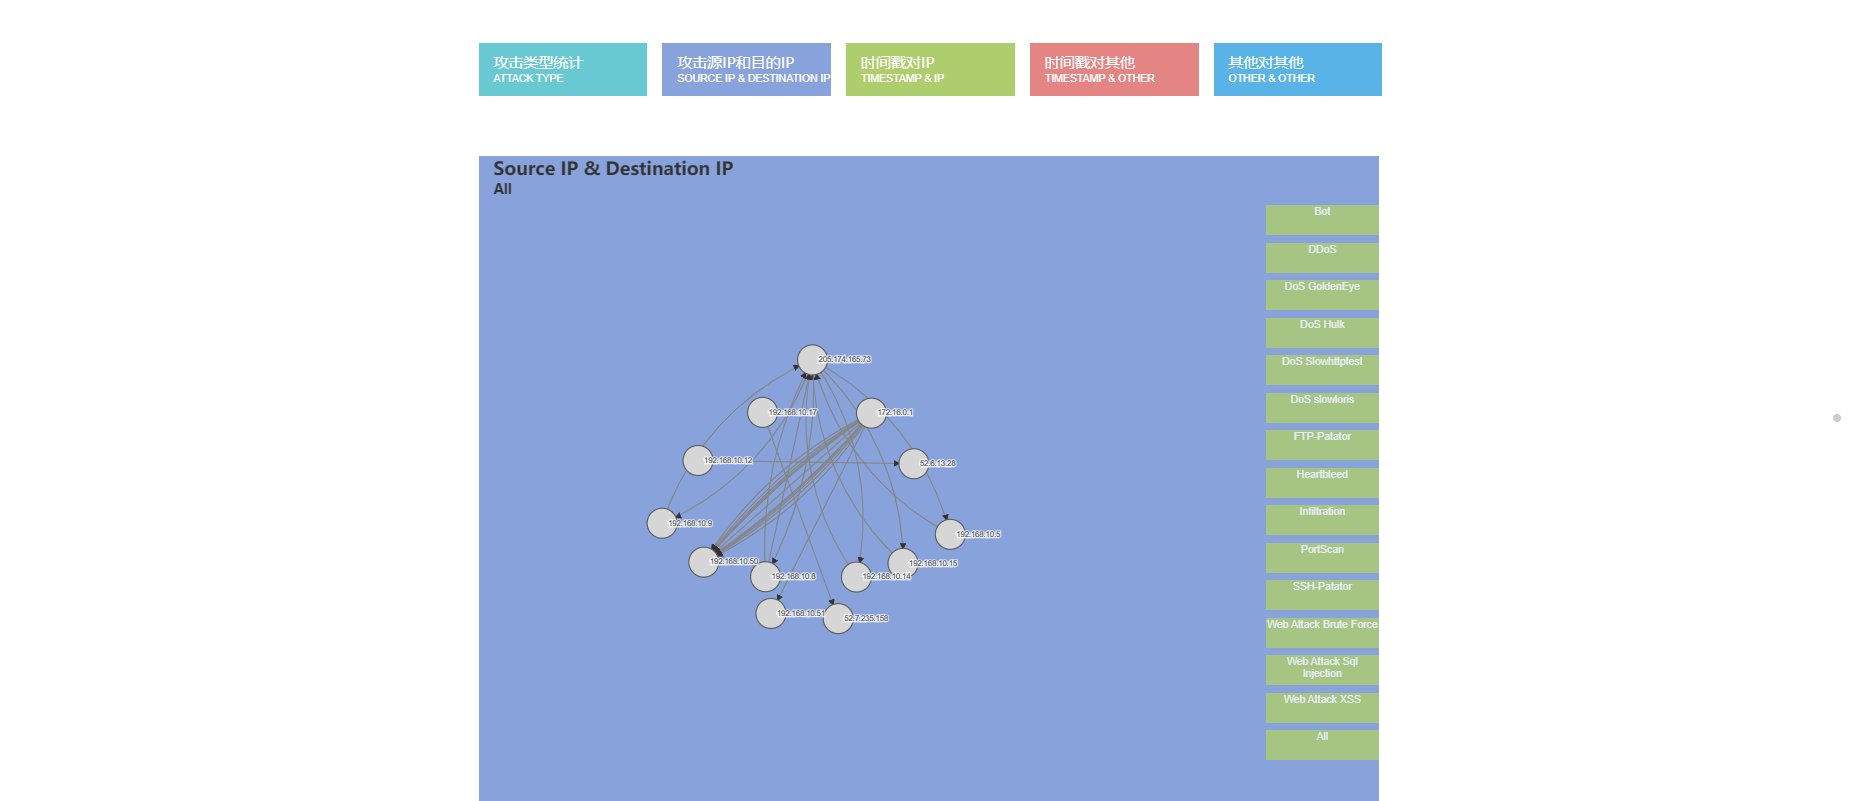 攻击类型统计
ATTACK TYPE
攻击源IP和目的IP
SOURCE IP & DESTINATION IP
时间戳对IP
TIMESTAMP & IP
时间戳对其他
TIMESTAMP & OTHER
其他对其他
OTHER & OTHER
Source IP & Destination IP
All
205.174.165.73
192.168.10.17
172.16.0.1
192.168.10.12
52.6.13.28
192.168.10.9
192.168.10.5
192.168.10.50
192.168.10.15
192.168.10.8
192.168.10.14
192.168.10.51
52.7.235.158
Bot
DDoS
DoS GoldenEye
DoS Hulk
DoS Slowhttptest
DoS slowloris
FTP-Patator
Heartbleed
Infiltration
PortScan
SSH-Patator
Web Attack Brute Force
Web Attack Sql
Injection
Web Attack XSS
All